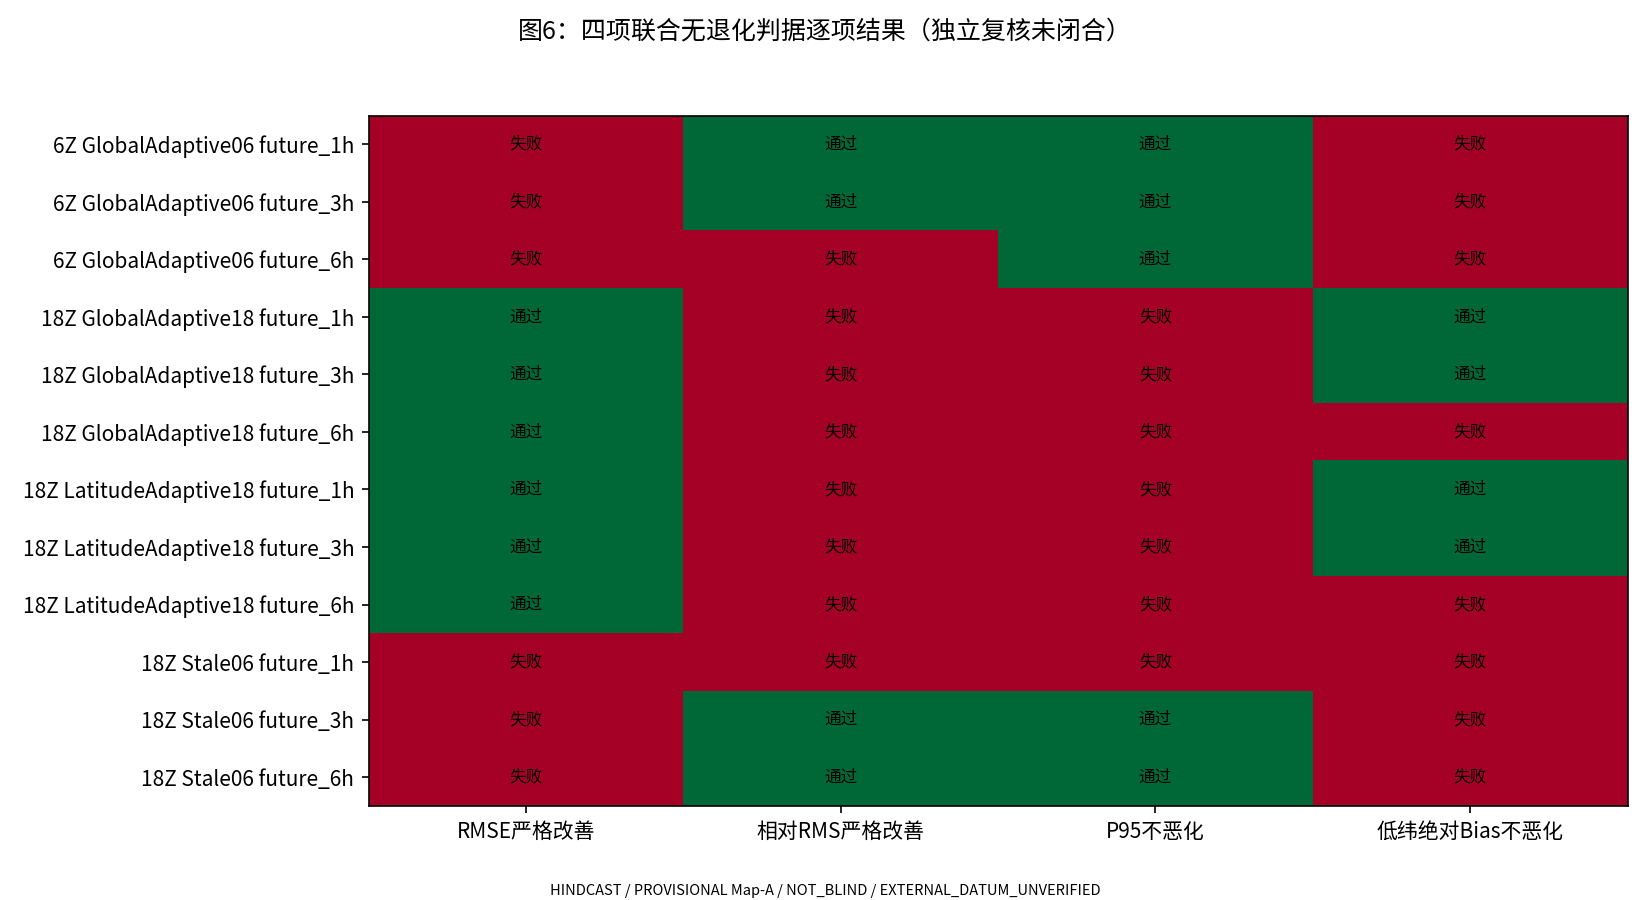 图6：四项联合无退化判据逐项结果（独立复核未闭合）
6Z GlobalAdaptive06 future_1h 失败 通过 通过 失败
6Z GlobalAdaptive06 future_3h 失败 通过 通过 失败
6Z GlobalAdaptive06 future_6h 失败 失败 通过 失败
18Z GlobalAdaptive18 future_1h 通过 失败 失败 通过
18Z GlobalAdaptive18 future_3h 通过 失败 失败 通过
18Z GlobalAdaptive18 future_6h 通过 失败 失败 失败
18Z LatitudeAdaptive18 future_1h 通过 失败 失败 通过
18Z LatitudeAdaptive18 future_3h 通过 失败 失败 通过
18Z LatitudeAdaptive18 future_6h 通过 失败 失败 失败
18Z Stale06 future_1h 失败 失败 失败 失败
18Z Stale06 future_3h 失败 通过 通过 失败
18Z Stale06 future_6h 失败 通过 通过 失败
RMSE严格改善 相对RMS严格改善 P95不恶化 低纬绝对Bias不恶化
HINDCAST / PROVISIONAL Map-A / NOT_BLIND / EXTERNAL_DATUM_UNVERIFIED